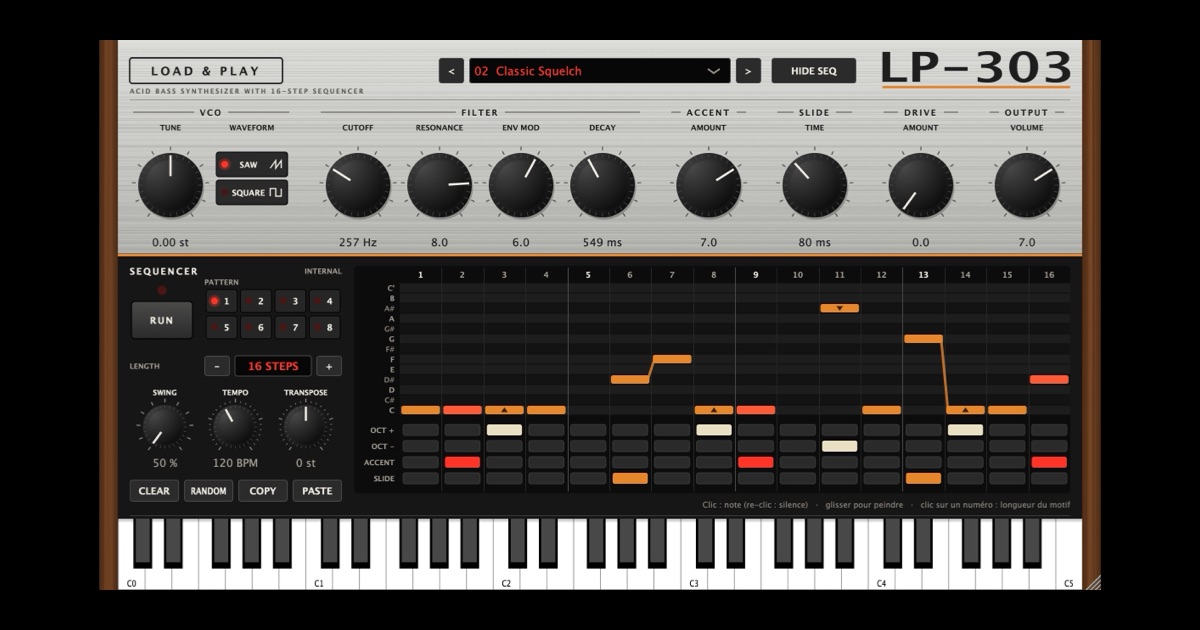 LOAD & PLAY
< 02 Classic Squelch > HIDE SEQ
LP-303
ACID BASS SYNTHESIZER WITH 16-STEP SEQUENCER
VCO FILTER ACCENT SLIDE DRIVE OUTPUT
TUNE WAVEFORM CUTOFF RESONANCE ENV MOD DECAY AMOUNT TIME AMOUNT VOLUME
SAW
SQUARE
0.00 st 257 Hz 8.0 6.0 549 ms 7.0 80 ms 0.0 7.0
SEQUENCER INTERNAL
PATTERN
RUN
1 2 3 4
5 6 7 8
LENGTH - 16 STEPS +
SWING TEMPO TRANSPOSE
50 % 120 BPM 0 st
CLEAR RANDOM COPY PASTE
1 2 3 4 5 6 7 8 9 10 11 12 13 14 15 16
C'
B
A#
A
G#
G
F#
F
E
D#
D
C#
C
OCT +
OCT -
ACCENT
SLIDE
Clic : note (re-clic : silence) · glisser pour peindre · clic sur un numéro : longueur du motif
C0 C1 C2 C3 C4 C5